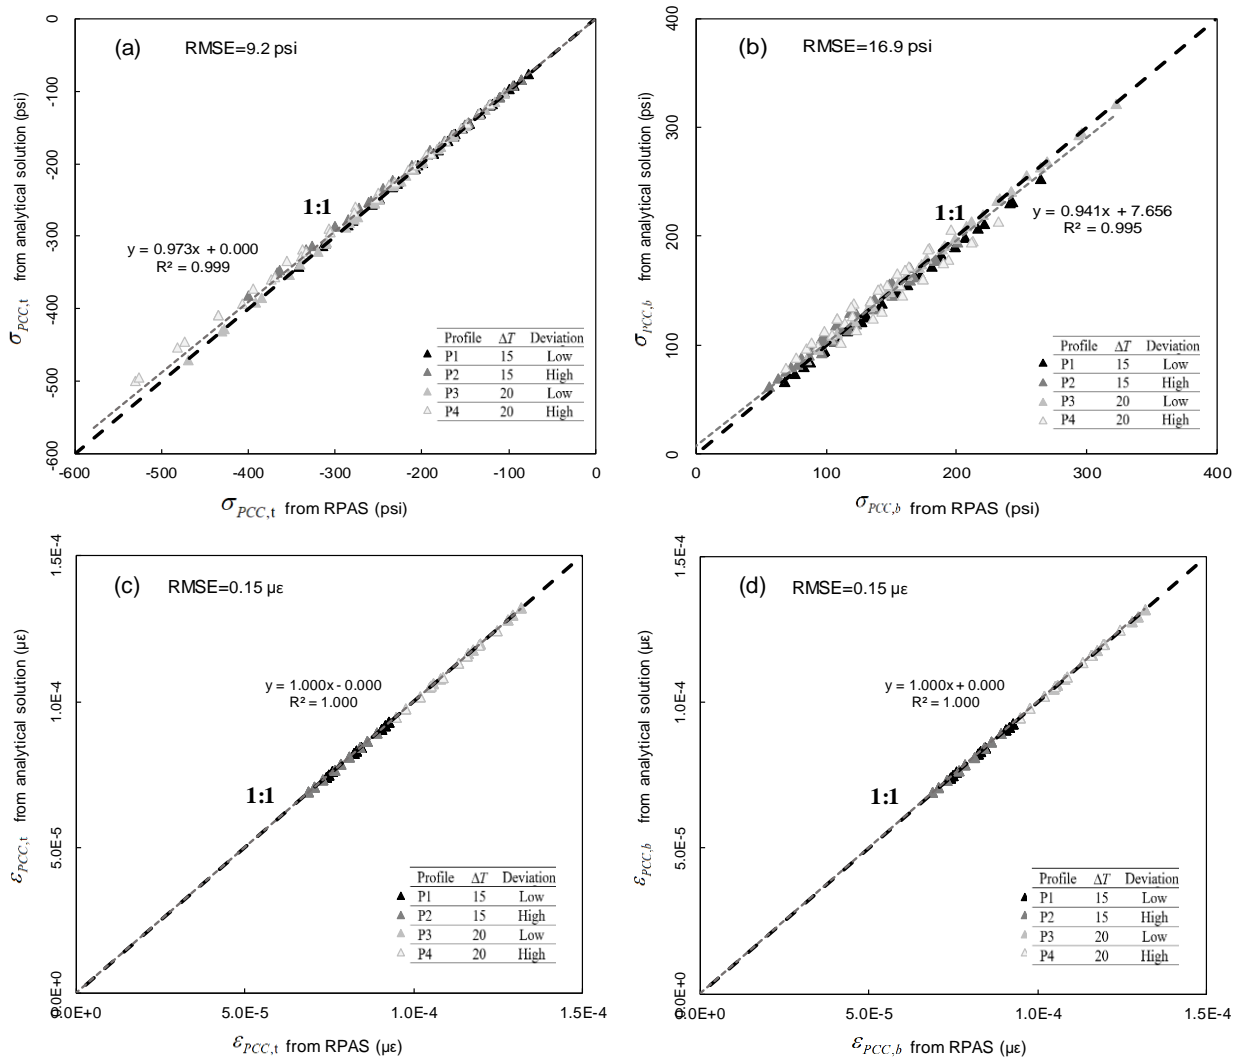 (a)
RMSE=9.2 psi
0
-100
-200
-300
-400
-500
-600
σPCC,t from analytical solution (psi)
1:1
y = 0.973x + 0.000
R² = 0.999
Profile ΔT Deviation
P1 15 Low
P2 15 High
P3 20 Low
P4 20 High
-600 -500 -400 -300 -200 -100 0
σPCC,t from RPAS (psi)
(b)
RMSE=16.9 psi
400
300
200
100
0
σPCC,b from analytical solution (psi)
1:1
y = 0.941x + 7.656
R² = 0.995
Profile ΔT Deviation
P1 15 Low
P2 15 High
P3 20 Low
P4 20 High
0 100 200 300 400
σPCC,b from RPAS (psi)
(c)
RMSE=0.15 µε
1.5E-4
1.0E-4
5.0E-5
0.0E+0
εPCC,t from analytical solution (µε)
y = 1.000x - 0.000
R² = 1.000
1:1
Profile ΔT Deviation
P1 15 Low
P2 15 High
P3 20 Low
P4 20 High
0.0E+0 5.0E-5 1.0E-4 1.5E-4
εPCC,t from RPAS (µε)
(d)
RMSE=0.15 µε
1.5E-4
1.0E-4
5.0E-5
0.0E+0
εPCC,b from analytical solution (µε)
y = 1.000x + 0.000
R² = 1.000
1:1
Profile ΔT Deviation
P1 15 Low
P2 15 High
P3 20 Low
P4 20 High
0.0E+0 5.0E-5 1.0E-4 1.5E-4
εPCC,b from RPAS (µε)